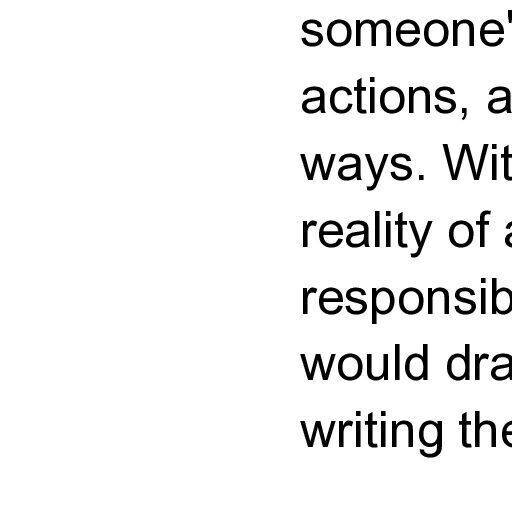 someone'
actions, a
ways. Wit
reality of a
responsib
would dra
writing the